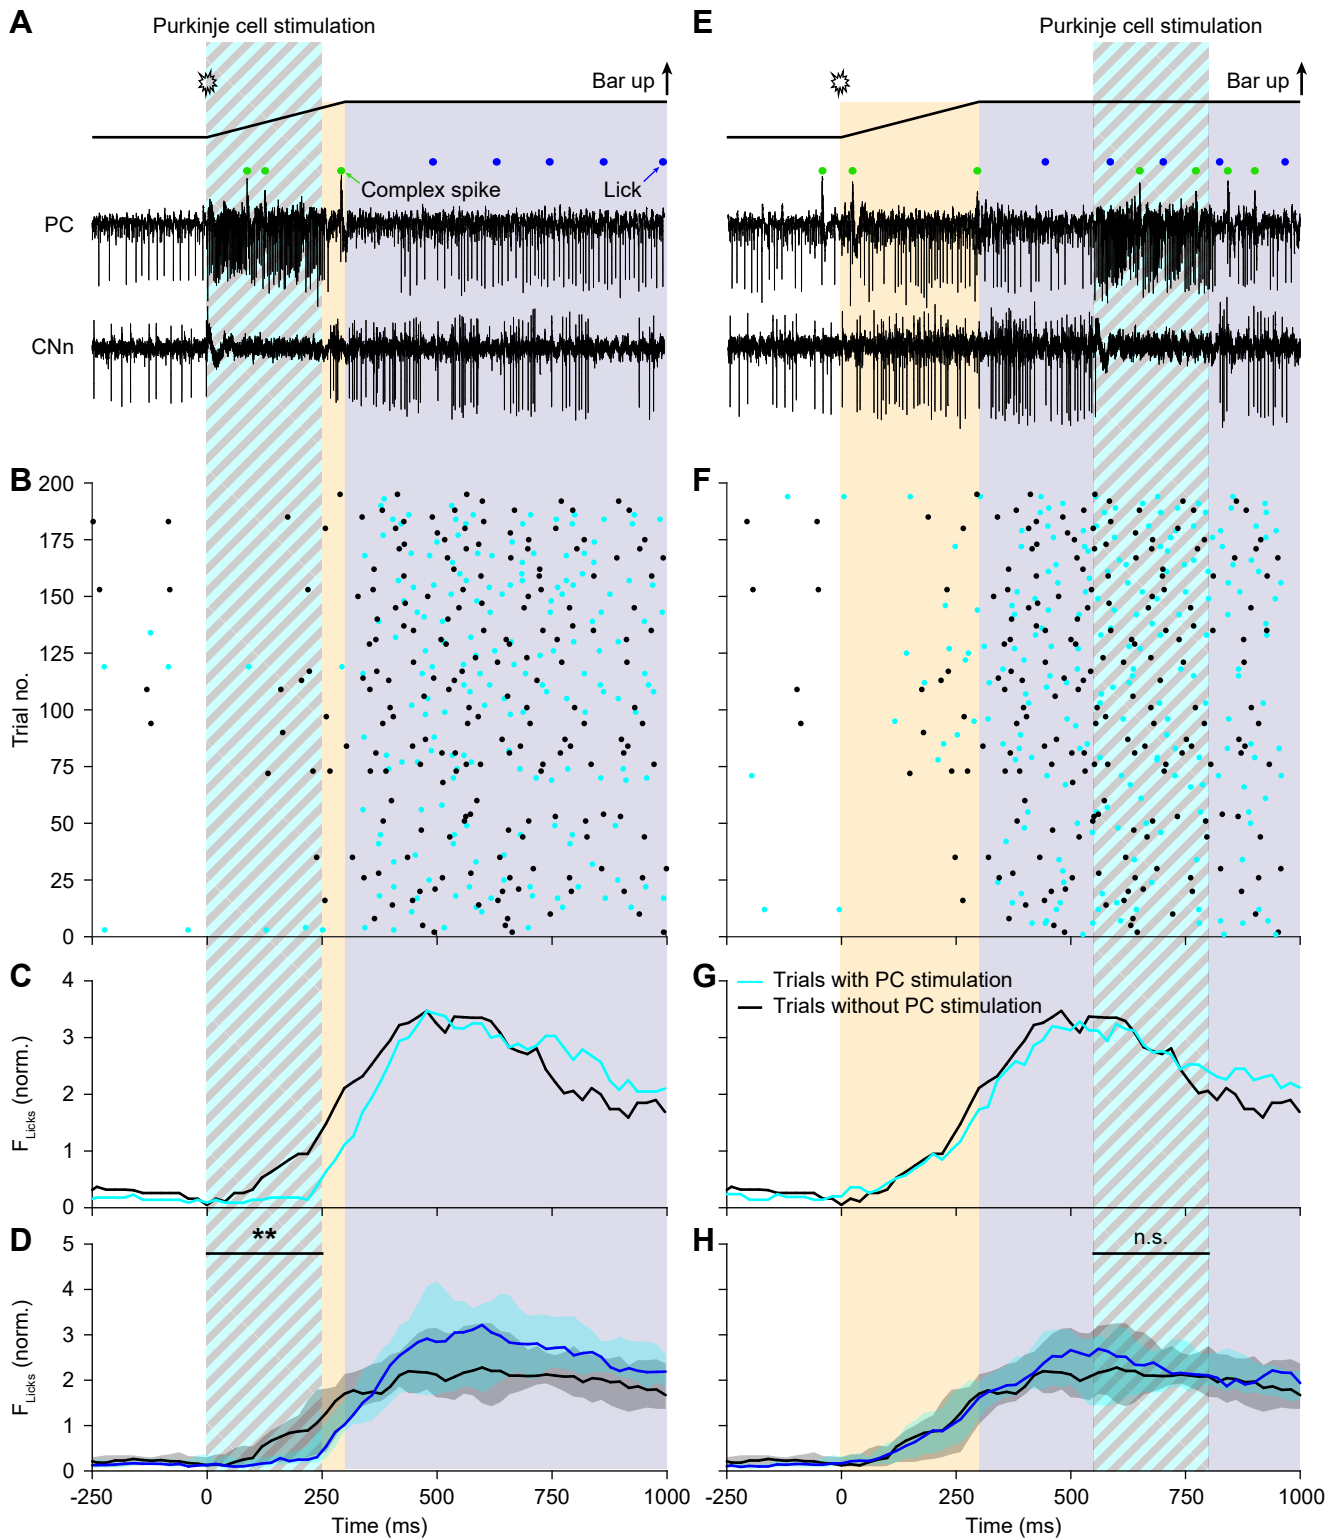 A
Purkinje cell stimulation
Bar up
Complex spike
Lick
PC
CNn
E
Purkinje cell stimulation
Bar up
B
200
175
150
125
100
75
50
25
0
Trial no.
F
C
4
3
2
1
0
F Licks (norm.)
G
Trials with PC stimulation
Trials without PC stimulation
D
**
5
4
3
2
1
0
F Licks (norm.)
-250 0 250 500 750 1000
Time (ms)
H
n.s.
-250 0 250 500 750 1000
Time (ms)